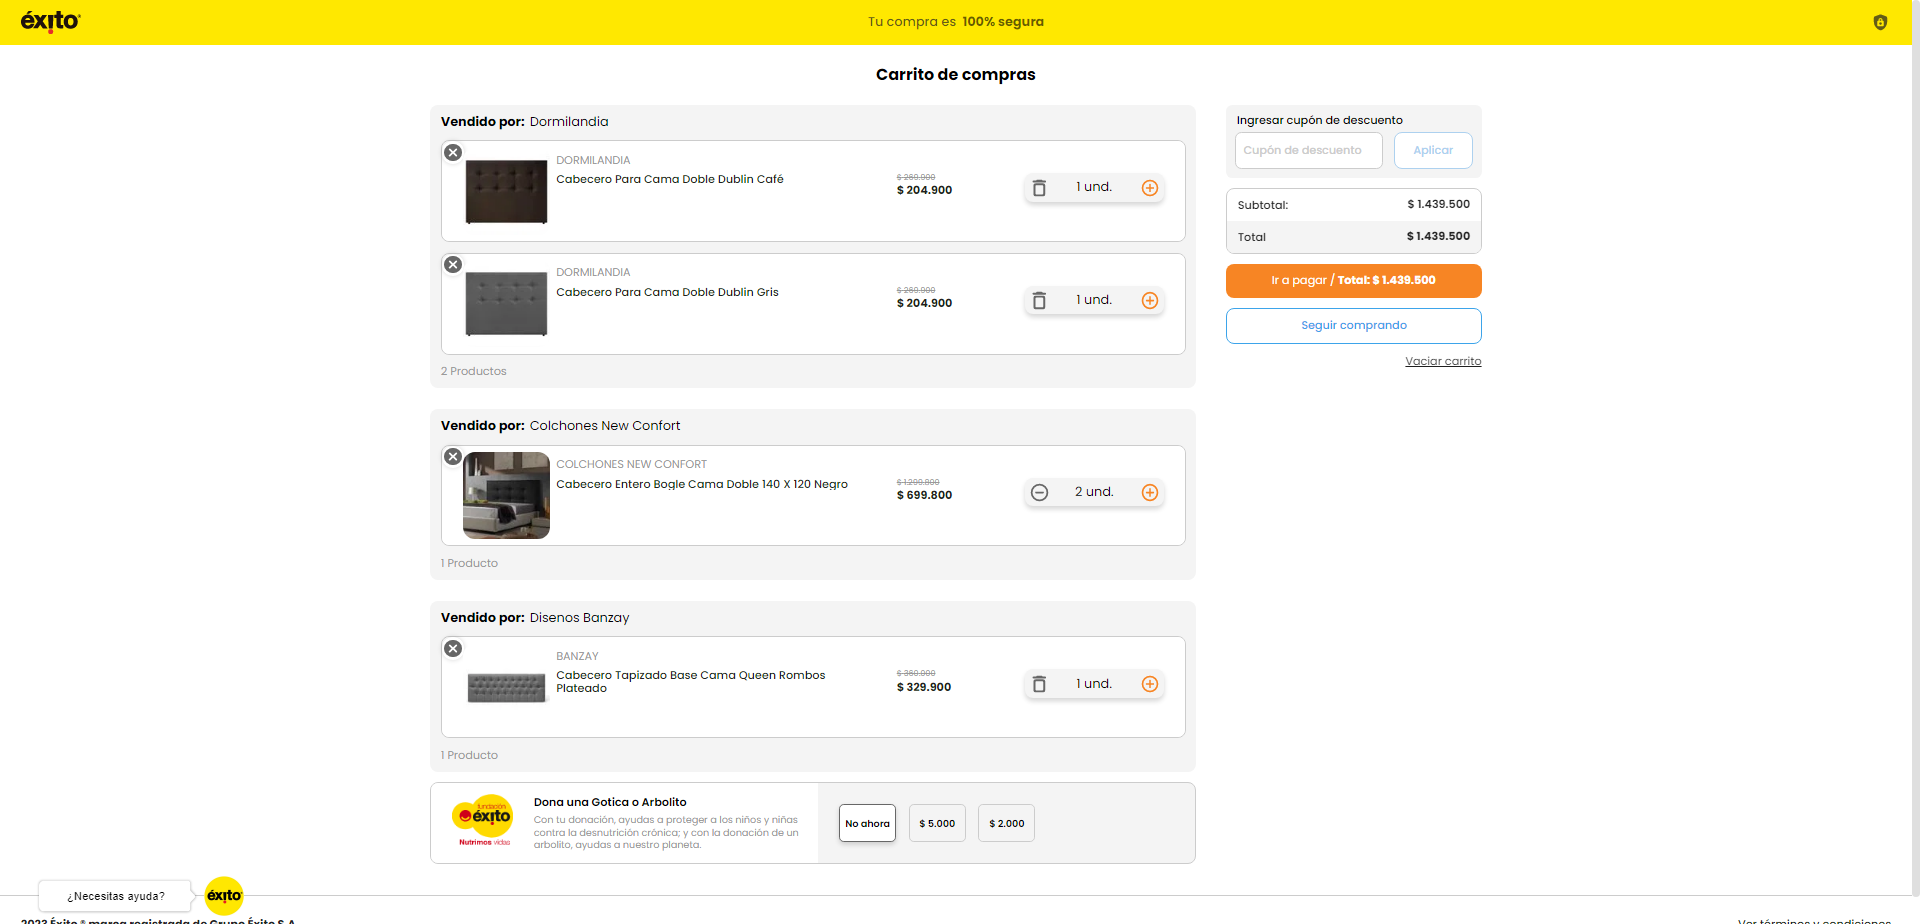 éxito
Tu compra es 100% segura
Carrito de compras
Vendido por: Dormilandia
DORMILANDIA
Cabecero Para Cama Doble Dublin Café
$ 269.900
$ 204.900
1 und.
DORMILANDIA
Cabecero Para Cama Doble Dublin Gris
$ 269.900
$ 204.900
1 und.
2 Productos
Vendido por: Colchones New Confort
COLCHONES NEW CONFORT
Cabecero Entero Bogle Cama Doble 140 X 120 Negro
$ 1.299.800
$ 699.800
2 und.
1 Producto
Vendido por: Disenos Banzay
BANZAY
Cabecero Tapizado Base Cama Queen Rombos
Plateado
$ 360.000
$ 329.900
1 und.
1 Producto
fundación
éxito
Nutrimos vidas
Dona una Gotica o Arbolito
Con tu donación, ayudas a proteger a los niños y niñas
contra la desnutrición crónica; y con la donación de un
arbolito, ayudas a nuestro planeta.
No ahora
$ 5.000
$ 2.000
Ingresar cupón de descuento
Cupón de descuento
Aplicar
Subtotal: $ 1.439.500
Total $ 1.439.500
Ir a pagar / Total: $ 1.439.500
Seguir comprando
Vaciar carrito
¿Necesitas ayuda?
éxito
2023 Éxito ® marca registrada de Grupo Éxito S.A
Ver términos y condiciones